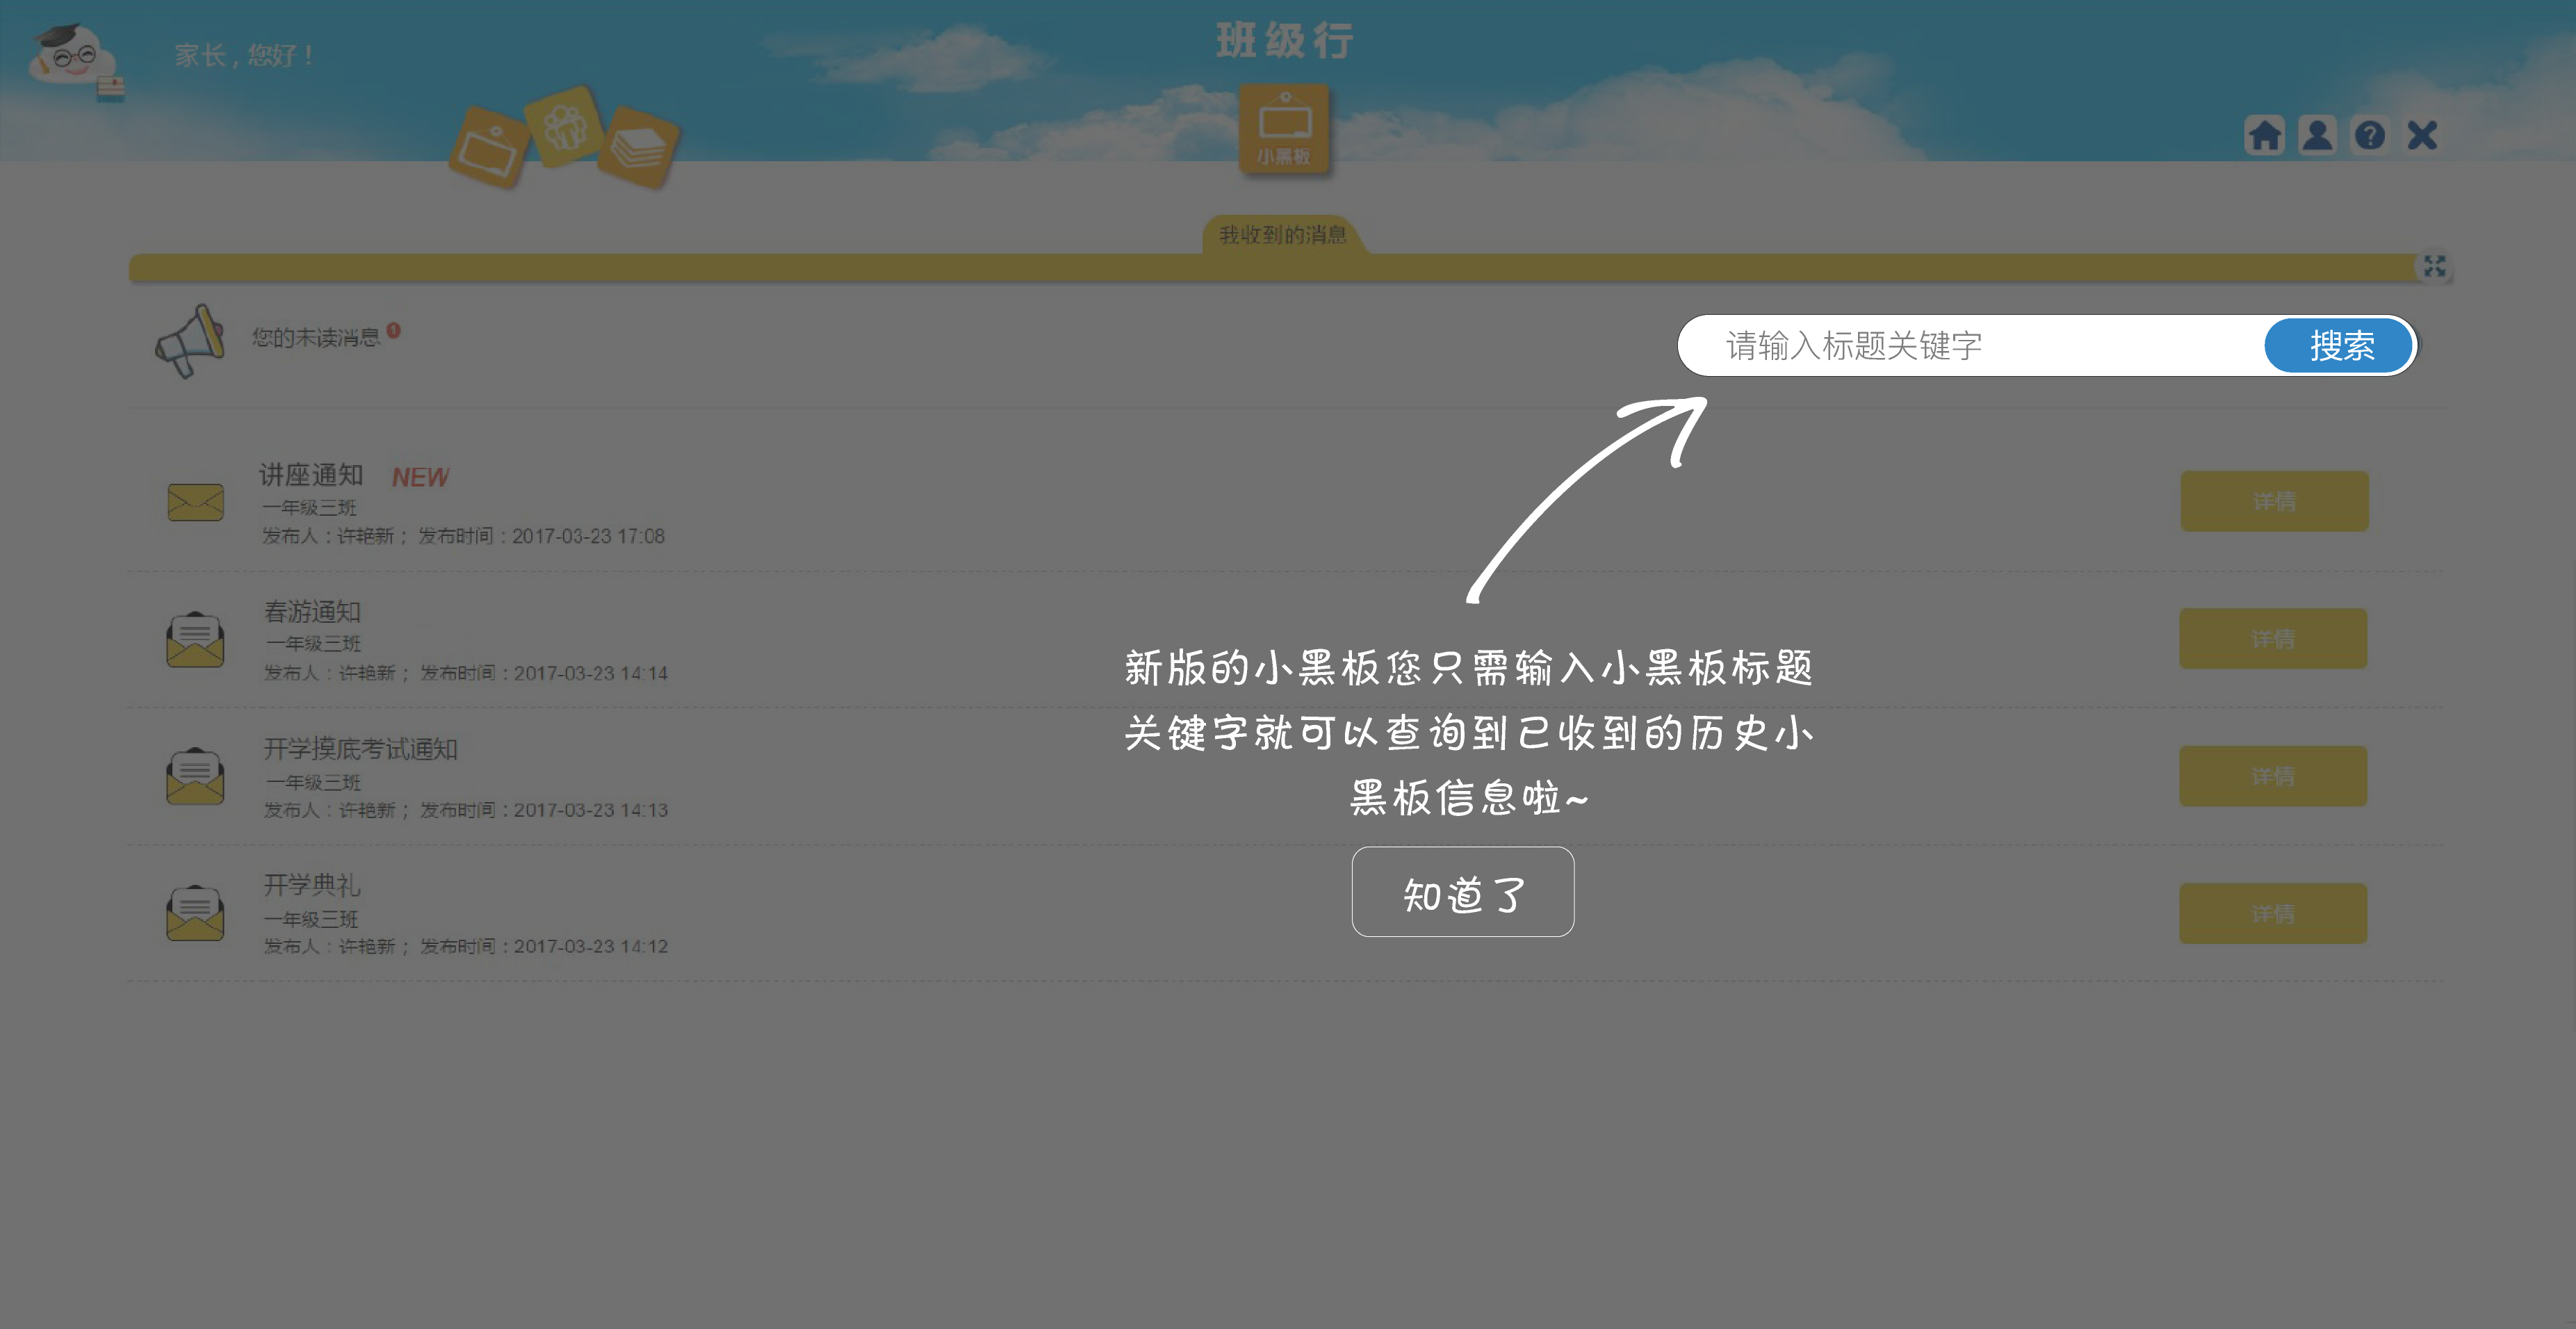 家长，您好！
班级行
小黑板
我收到的消息
您的未读消息 1
请输入标题关键字 搜索
讲座通知 NEW
一年级三班
发布人：许艳新； 发布时间：2017-03-23 17:08
详情
春游通知
一年级三班
发布人：许艳新； 发布时间：2017-03-23 14:14
详情
开学摸底考试通知
一年级三班
发布人：许艳新； 发布时间：2017-03-23 14:13
详情
开学典礼
一年级三班
发布人：许艳新； 发布时间：2017-03-23 14:12
详情
新版的小黑板您只需输入小黑板标题
关键字就可以查询到已收到的历史小
黑板信息啦~
知道了